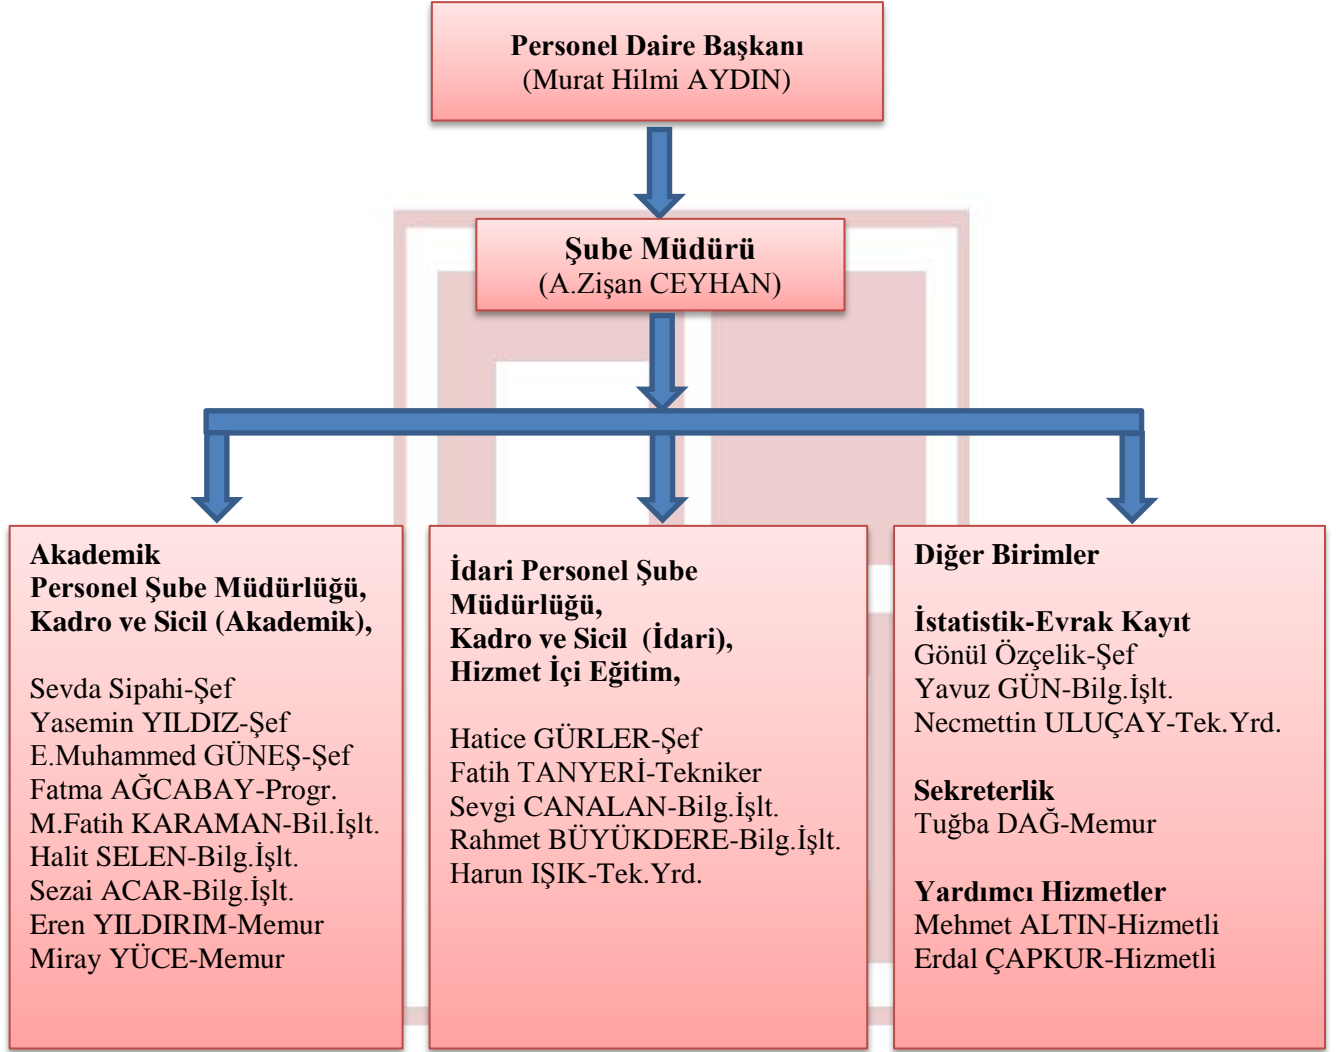 Personel Daire Başkanı
(Murat Hilmi AYDIN)
Şube Müdürü
(A.Zişan CEYHAN)
Akademik
Personel Şube Müdürlüğü,
Kadro ve Sicil (Akademik),
Sevda Sipahi-Şef
Yasemin YILDIZ-Şef
E.Muhammed GÜNEŞ-Şef
Fatma AĞCABAY-Progr.
M.Fatih KARAMAN-Bil.İşlt.
Halit SELEN-Bilg.İşlt.
Sezai ACAR-Bilg.İşlt.
Eren YILDIRIM-Memur
Miray YÜCE-Memur
İdari Personel Şube
Müdürlüğü,
Kadro ve Sicil (İdari),
Hizmet İçi Eğitim,
Hatice GÜRLER-Şef
Fatih TANYERİ-Tekniker
Sevgi CANALAN-Bilg.İşlt.
Rahmet BÜYÜKDERE-Bilg.İşlt.
Harun IŞIK-Tek.Yrd.
Diğer Birimler
İstatistik-Evrak Kayıt
Gönül Özçelik-Şef
Yavuz GÜN-Bilg.İşlt.
Necmettin ULUÇAY-Tek.Yrd.
Sekreterlik
Tuğba DAĞ-Memur
Yardımcı Hizmetler
Mehmet ALTIN-Hizmetli
Erdal ÇAPKUR-Hizmetli